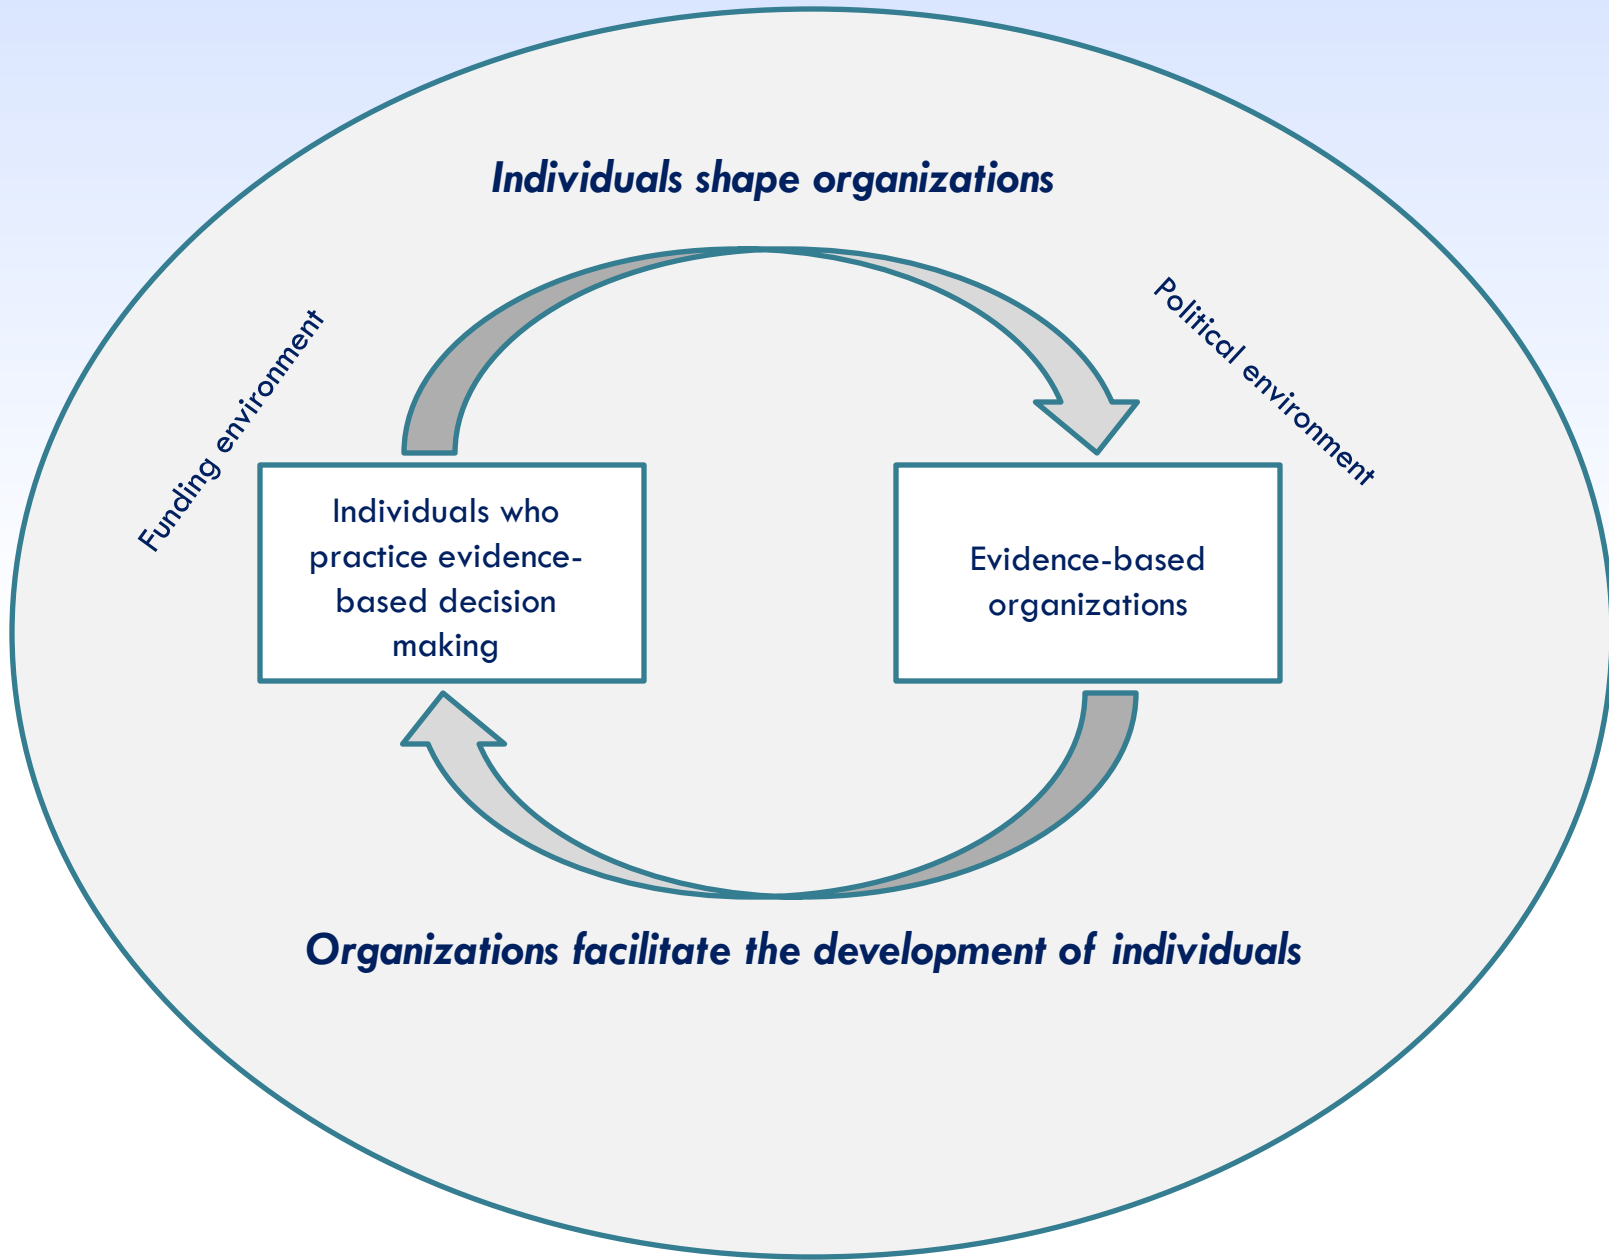 Individuals shape organizations
Funding environment
Political environment
Individuals who
practice evidence-
based decision
making
Evidence-based
organizations
Organizations facilitate the development of individuals